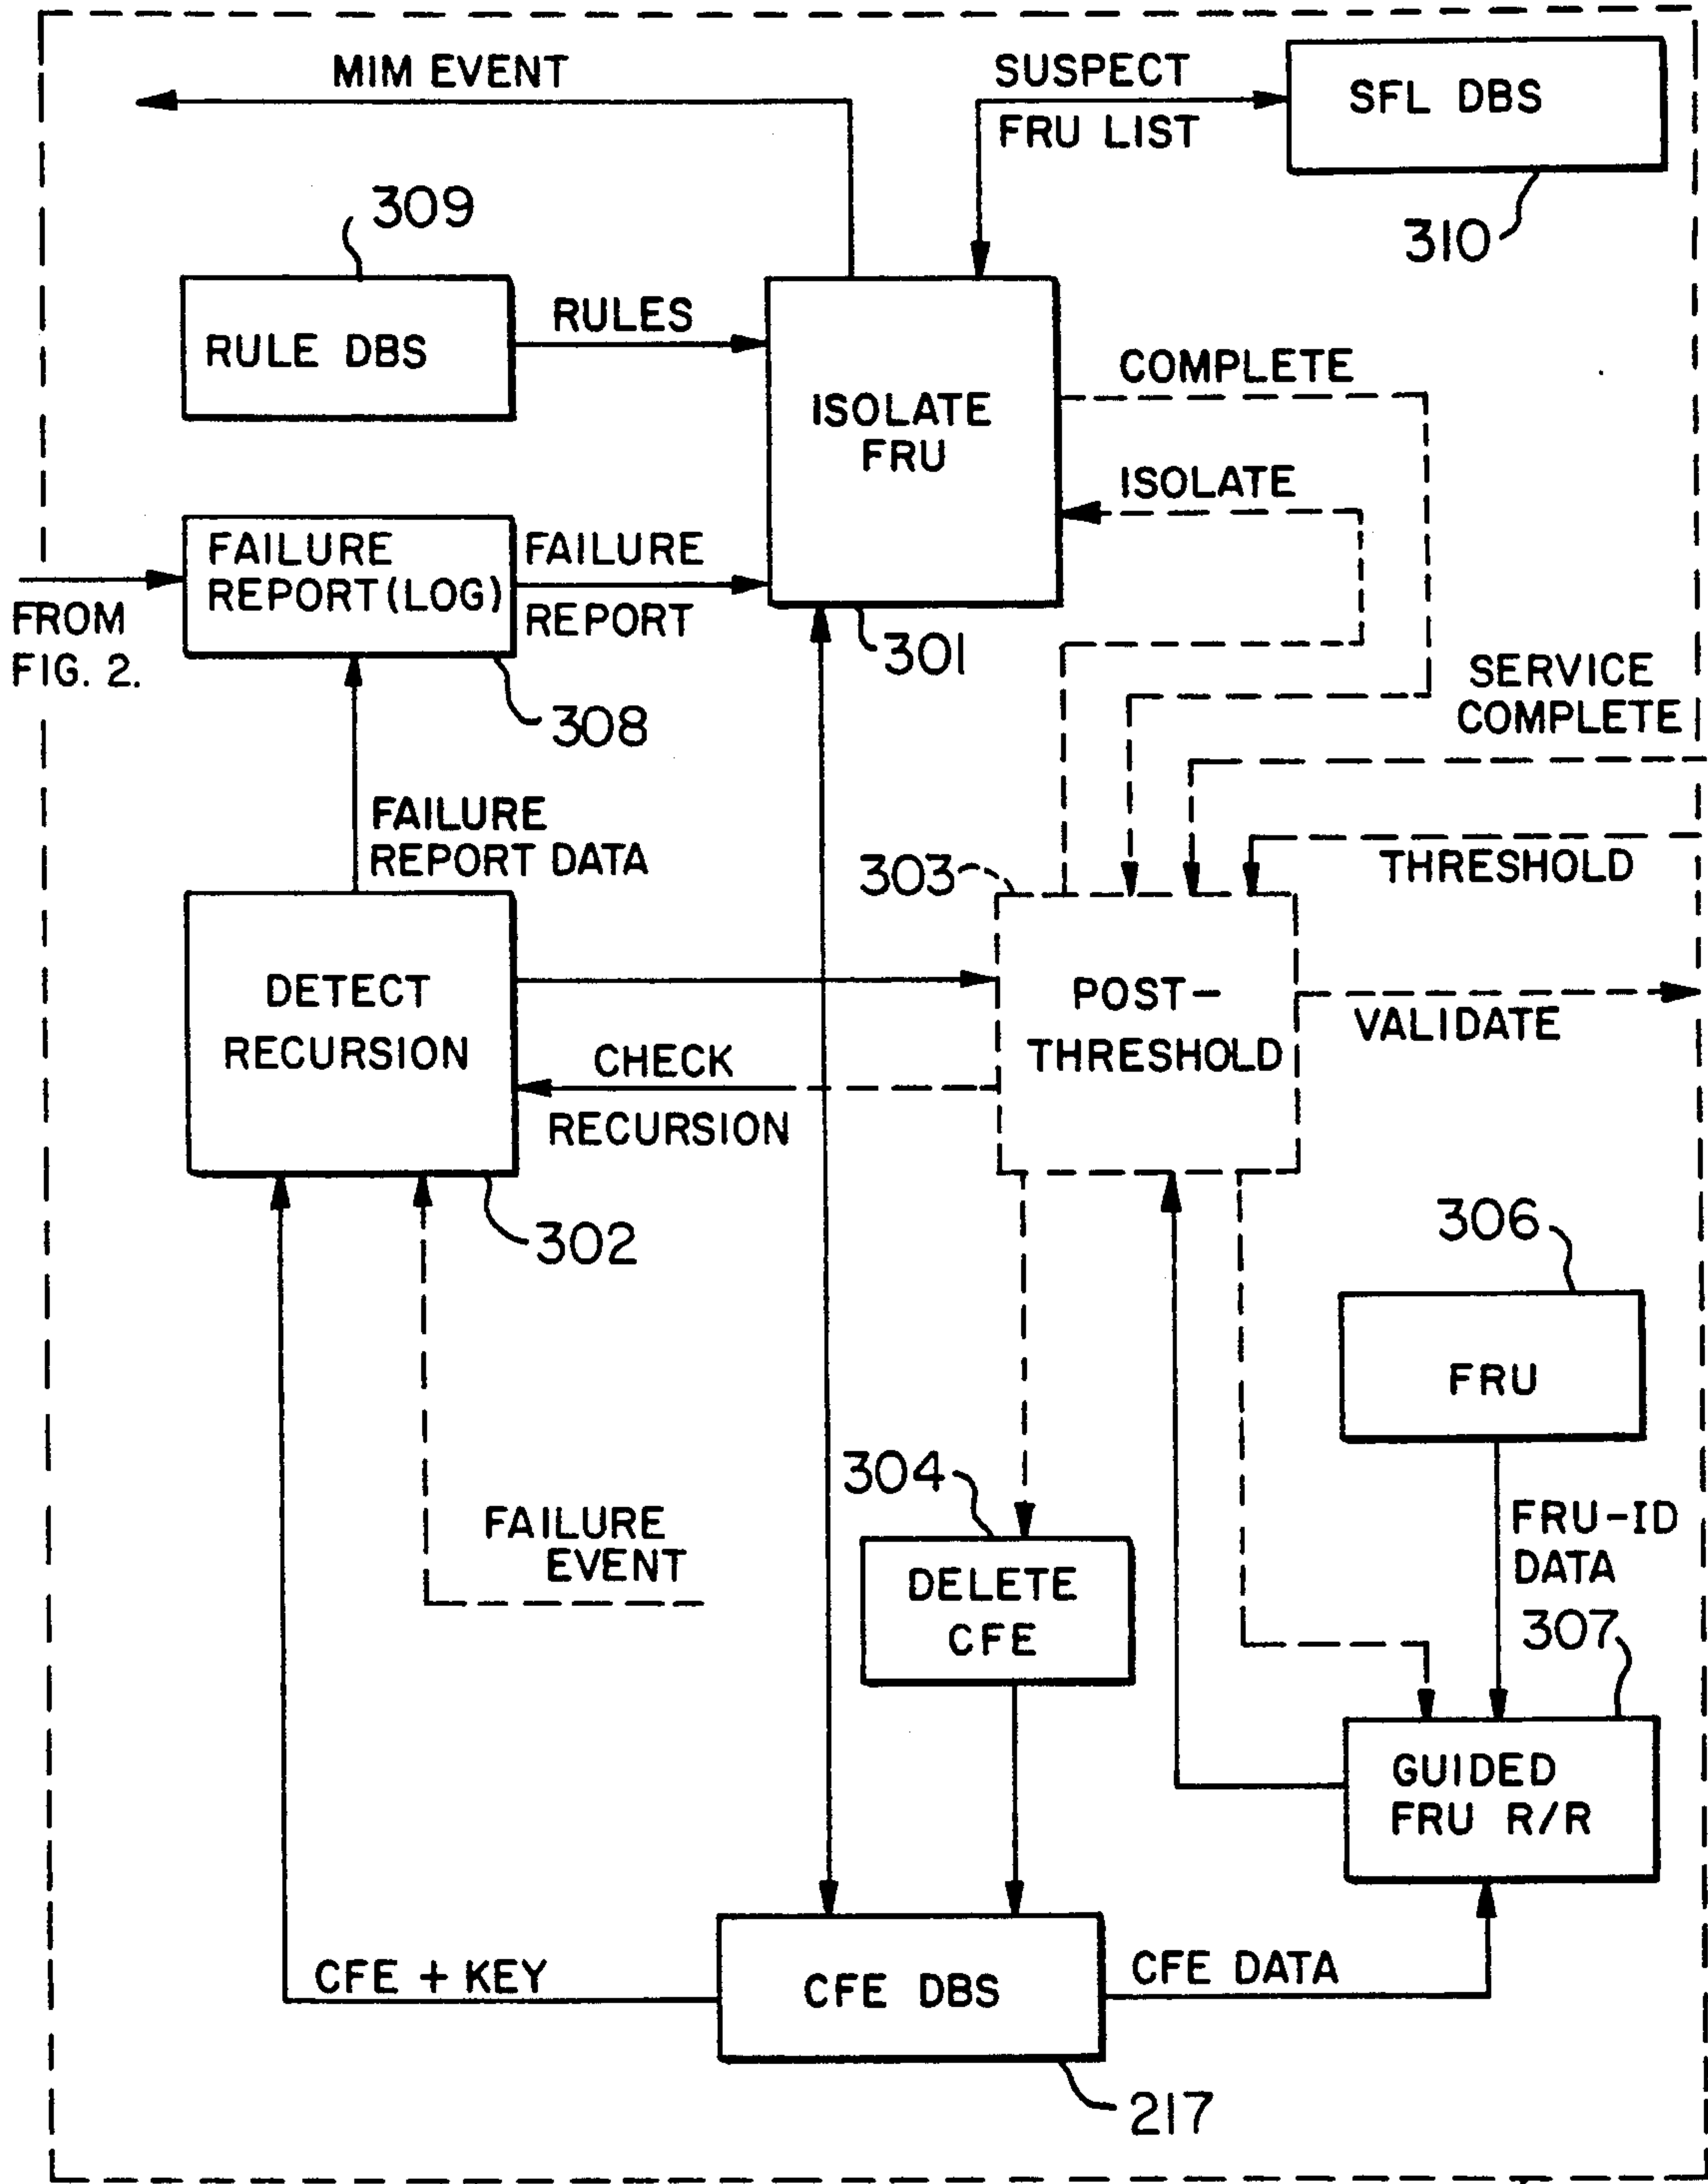 MIM EVENT
SUSPECT
FRU LIST
SFL DBS
310
309
RULE DBS
RULES
ISOLATE
FRU
COMPLETE
ISOLATE
FAILURE
REPORT (LOG)
FAILURE
REPORT
FROM
FIG. 2.
301
308
SERVICE
COMPLETE
FAILURE
REPORT DATA
THRESHOLD
303
DETECT
RECURSION
POST-
THRESHOLD
VALIDATE
CHECK
RECURSION
302
306
FRU
304
FAILURE
EVENT
FRU-ID
DATA
DELETE
CFE
307
GUIDED
FRU R/R
CFE + KEY
CFE DBS
CFE DATA
217